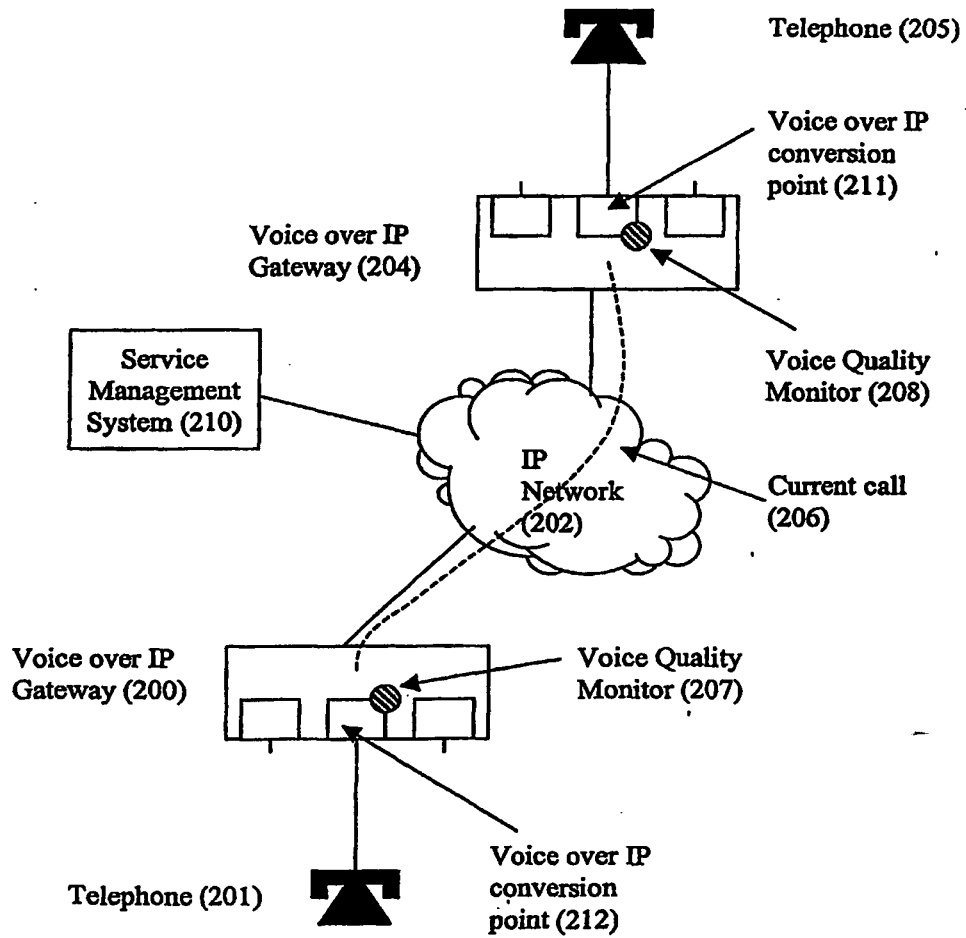 Telephone (205)
Voice over IP
conversion
point (211)
Voice over IP
Gateway (204)
Service
Management
System (210)
Voice Quality
Monitor (208)
IP
Network
(202)
Current call
(206)
Voice over IP
Gateway (200)
Voice Quality
Monitor (207)
Voice over IP
conversion
point (212)
Telephone (201)